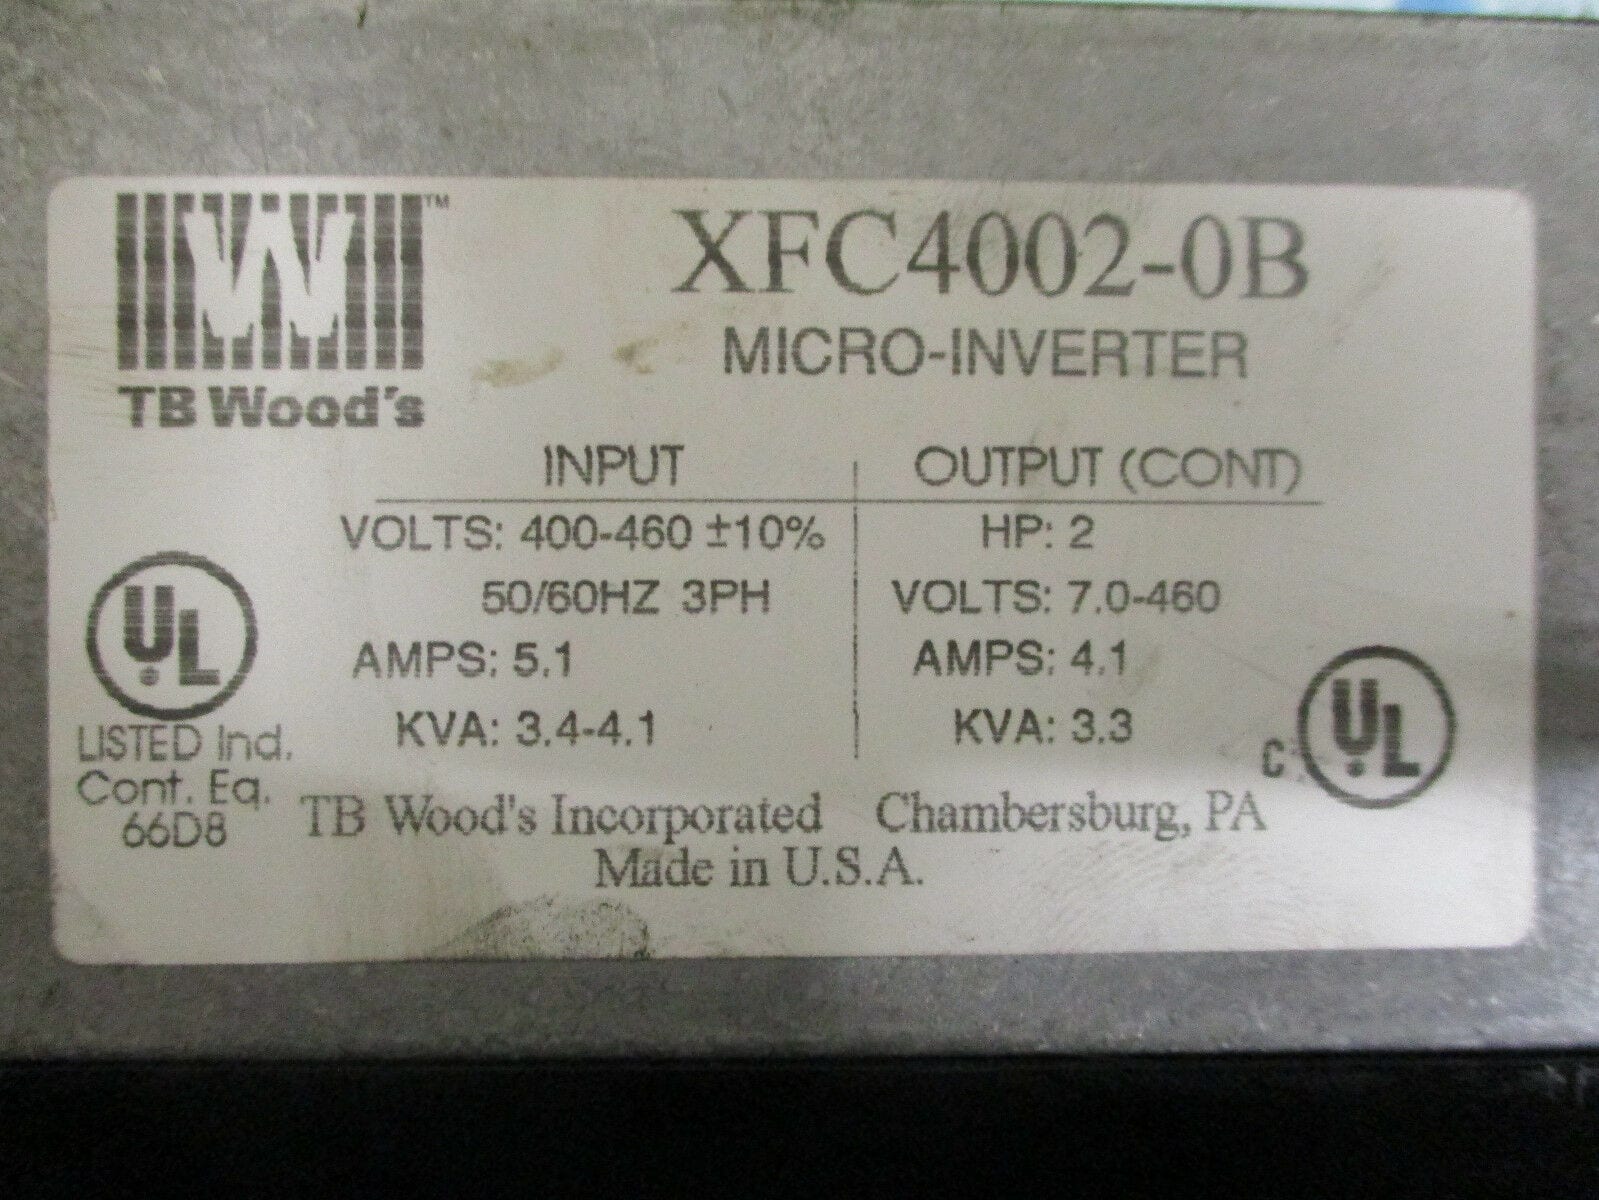 TM
XFC4002-0B
MICRO-INVERTER
TB Wood's
INPUT
VOLTS: 400-460 ±10%
50/60HZ 3PH
AMPS: 5.1
KVA: 3.4-4.1
OUTPUT (CONT)
HP: 2
VOLTS: 7.0-460
AMPS: 4.1
KVA: 3.3
UL
LISTED Ind.
Cont. Eq.
66D8
C UL
TB Wood's Incorporated Chambersburg, PA
Made in U.S.A.